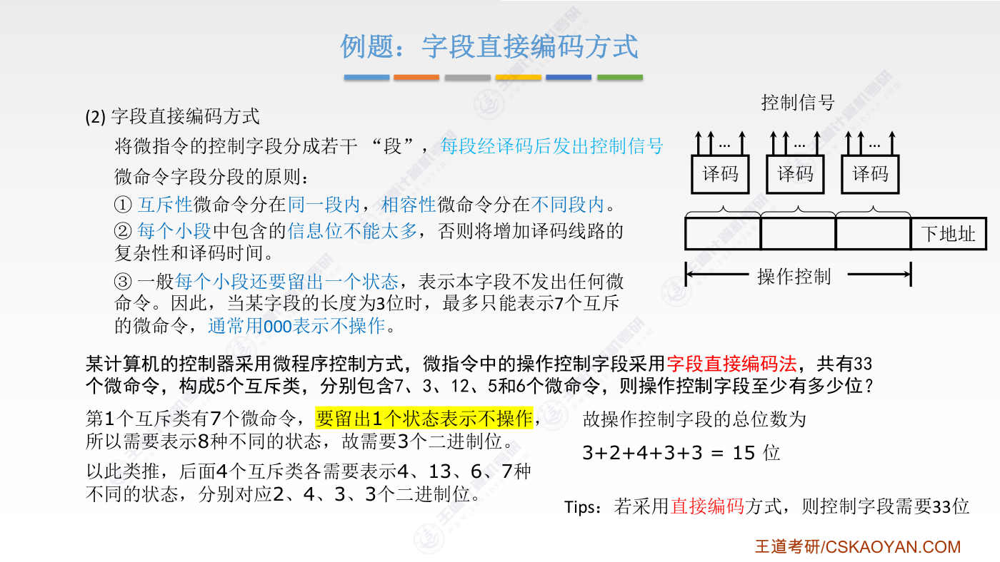 例题：字段直接编码方式
(2) 字段直接编码方式
将微指令的控制字段分成若干 “段”，每段经译码后发出控制信号
微命令字段分段的原则：
① 互斥性微命令分在同一段内，相容性微命令分在不同段内。
② 每个小段中包含的信息位不能太多，否则将增加译码线路的
复杂性和译码时间。
③ 一般每个小段还要留出一个状态，表示本字段不发出任何微
命令。因此，当某字段的长度为3位时，最多只能表示7个互斥
的微命令，通常用000表示不操作。
控制信号
... ... ...
译码 译码 译码
下地址
操作控制
某计算机的控制器采用微程序控制方式，微指令中的操作控制字段采用字段直接编码法，共有33
个微命令，构成5个互斥类，分别包含7、3、12、5和6个微命令，则操作控制字段至少有多少位？
第1个互斥类有7个微命令，要留出1个状态表示不操作，
所以需要表示8种不同的状态，故需要3个二进制位。
以此类推，后面4个互斥类各需要表示4、13、6、7种
不同的状态，分别对应2、4、3、3个二进制位。
故操作控制字段的总位数为
3+2+4+3+3 = 15 位
Tips：若采用直接编码方式，则控制字段需要33位
王道考研/CSKAOYAN.COM